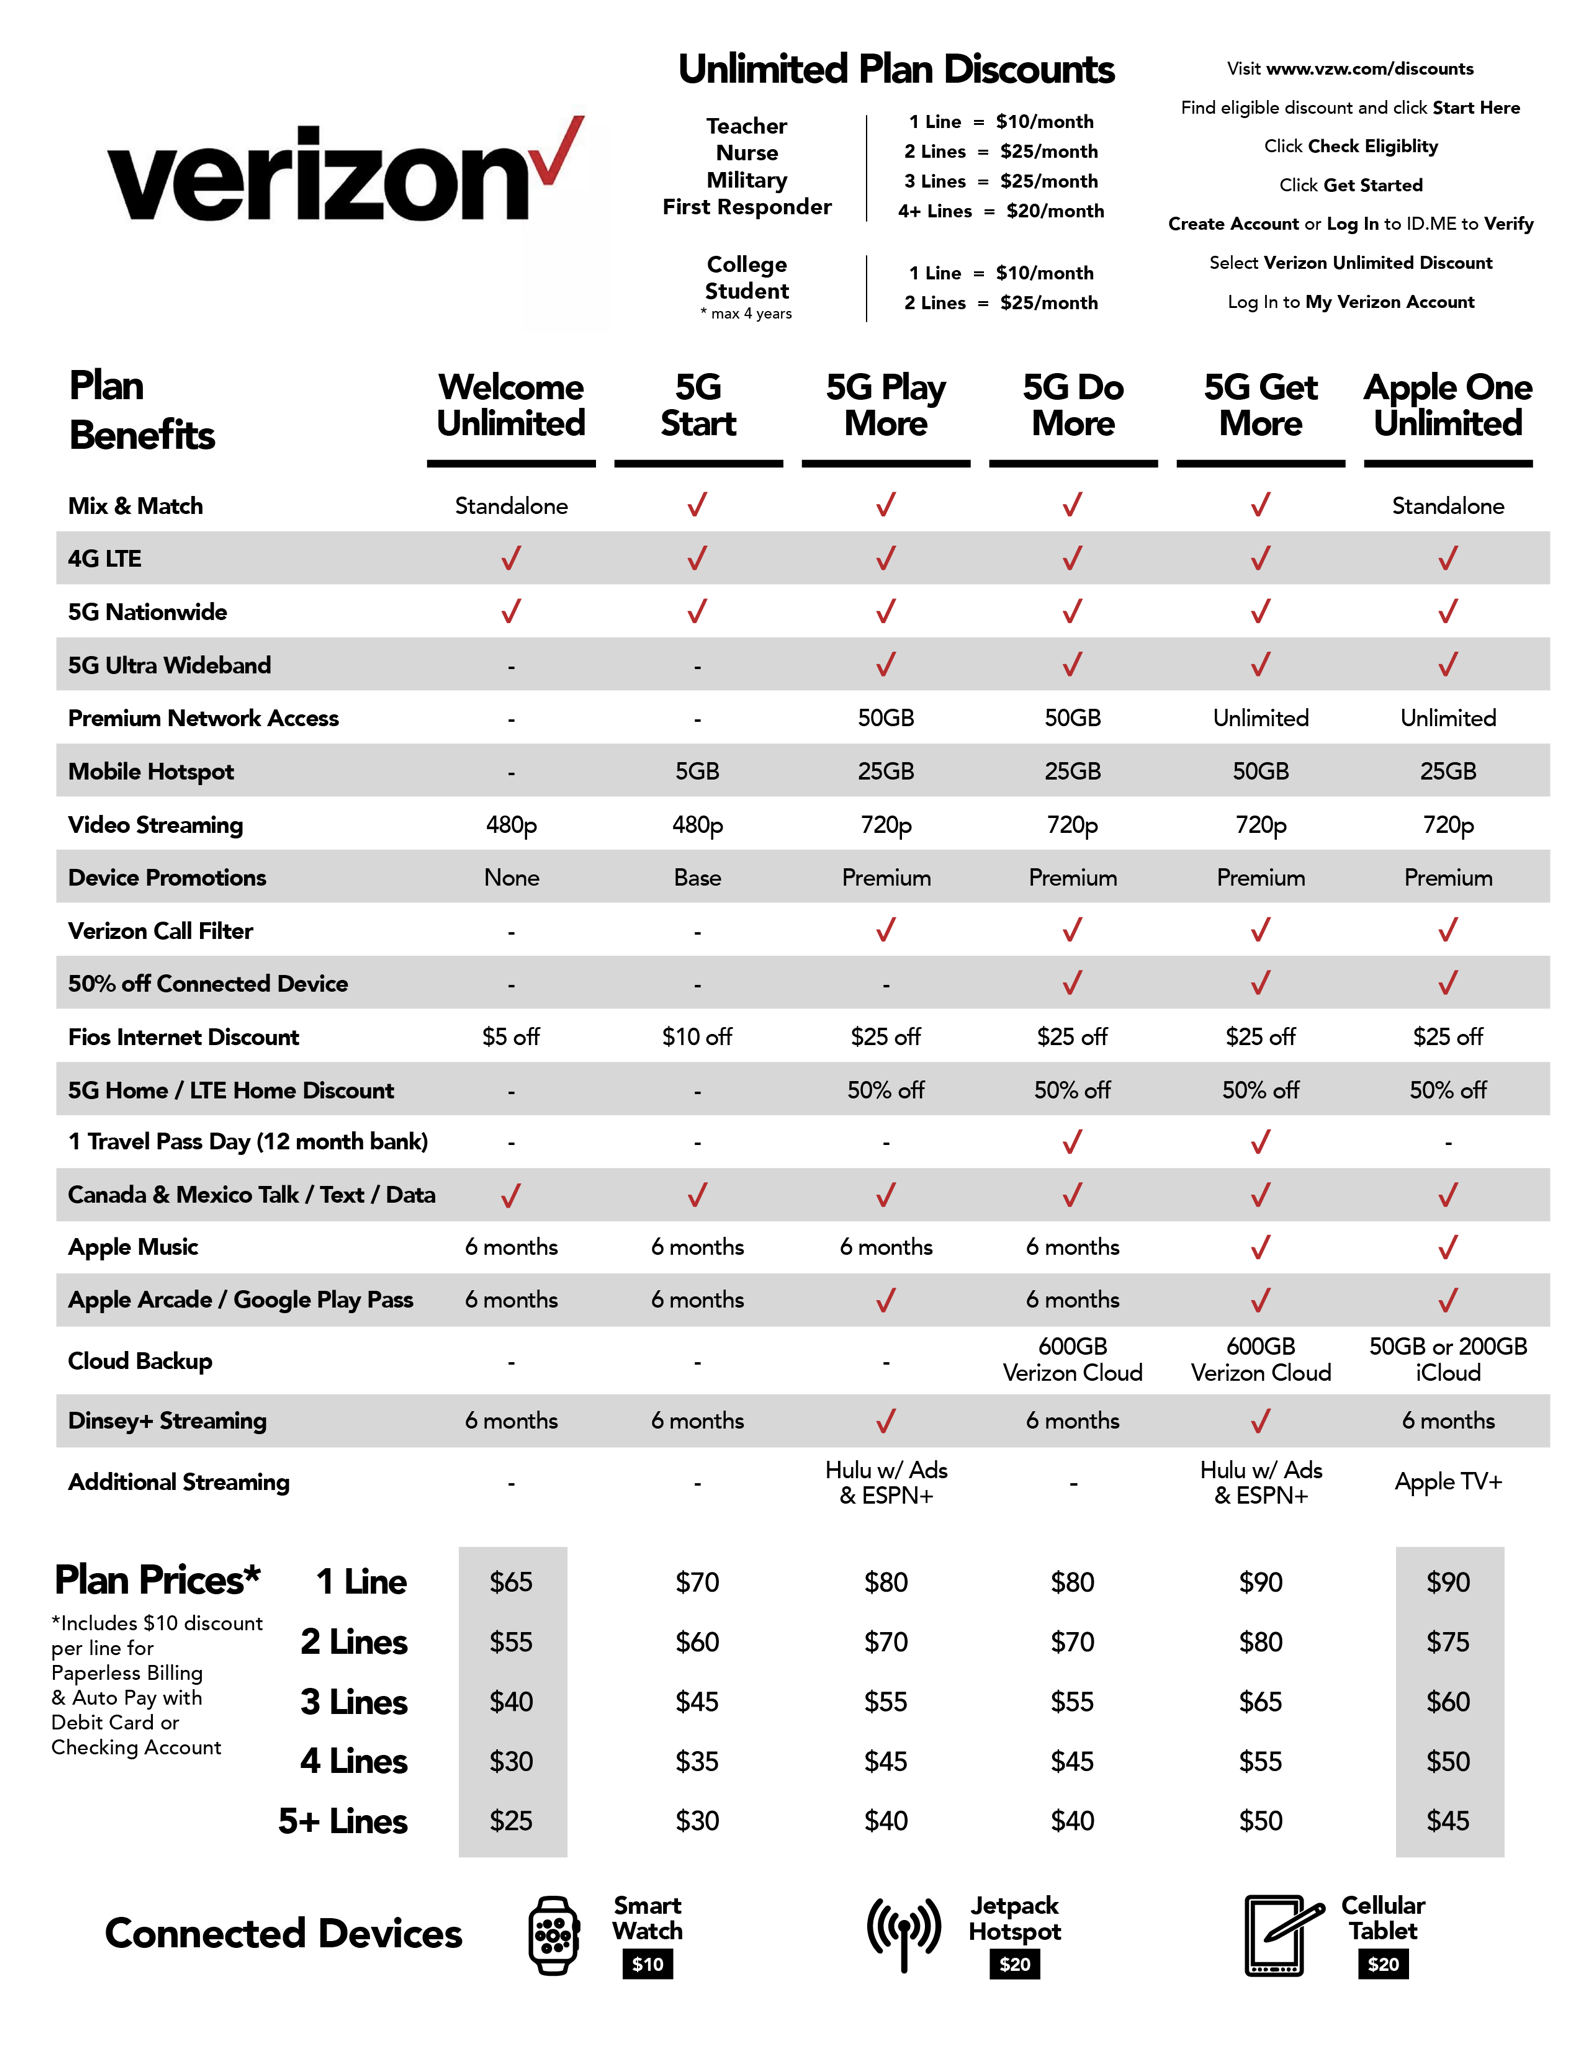 verizon
Unlimited Plan Discounts
Teacher
Nurse
Military
First Responder
1 Line = $10/month
2 Lines = $25/month
3 Lines = $25/month
4+ Lines = $20/month
College
Student
* max 4 years
1 Line = $10/month
2 Lines = $25/month
Visit www.vzw.com/discounts
Find eligible discount and click Start Here
Click Check Eligiblity
Click Get Started
Create Account or Log In to ID.ME to Verify
Select Verizon Unlimited Discount
Log In to My Verizon Account
Plan
Benefits
Welcome
Unlimited
5G
Start
5G Play
More
5G Do
More
5G Get
More
Apple One
Unlimited
Mix & Match Standalone ✓ ✓ ✓ ✓ Standalone
4G LTE ✓ ✓ ✓ ✓ ✓ ✓
5G Nationwide ✓ ✓ ✓ ✓ ✓ ✓
5G Ultra Wideband - - ✓ ✓ ✓ ✓
Premium Network Access - - 50GB 50GB Unlimited Unlimited
Mobile Hotspot - 5GB 25GB 25GB 50GB 25GB
Video Streaming 480p 480p 720p 720p 720p 720p
Device Promotions None Base Premium Premium Premium Premium
Verizon Call Filter - - ✓ ✓ ✓ ✓
50% off Connected Device - - - ✓ ✓ ✓
Fios Internet Discount $5 off $10 off $25 off $25 off $25 off $25 off
5G Home / LTE Home Discount - - 50% off 50% off 50% off 50% off
1 Travel Pass Day (12 month bank) - - - ✓ ✓ -
Canada & Mexico Talk / Text / Data ✓ ✓ ✓ ✓ ✓ ✓
Apple Music 6 months 6 months 6 months 6 months ✓ ✓
Apple Arcade / Google Play Pass 6 months 6 months ✓ 6 months ✓ ✓
Cloud Backup - - - 600GB Verizon Cloud 600GB Verizon Cloud 50GB or 200GB iCloud
Dinsey+ Streaming 6 months 6 months ✓ 6 months ✓ 6 months
Additional Streaming - - Hulu w/ Ads & ESPN+ - Hulu w/ Ads & ESPN+ Apple TV+
Plan Prices*
*Includes $10 discount
per line for
Paperless Billing
& Auto Pay with
Debit Card or
Checking Account
1 Line $65 $70 $80 $80 $90 $90
2 Lines $55 $60 $70 $70 $80 $75
3 Lines $40 $45 $55 $55 $65 $60
4 Lines $30 $35 $45 $45 $55 $50
5+ Lines $25 $30 $40 $40 $50 $45
Connected Devices
Smart
Watch
$10
Jetpack
Hotspot
$20
Cellular
Tablet
$20